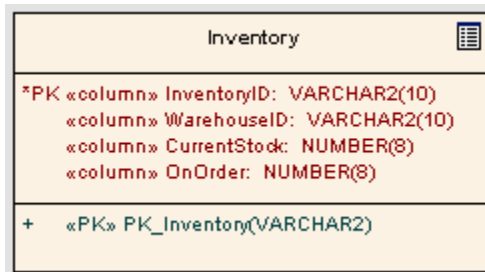 Inventory
*PK «column» InventoryID: VARCHAR2(10)
«column» WarehouseID: VARCHAR2(10)
«column» CurrentStock: NUMBER(8)
«column» OnOrder: NUMBER(8)
+ «PK» PK_Inventory(VARCHAR2)